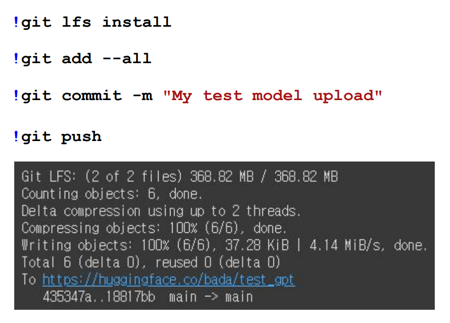 !git lfs install
!git add --all
!git commit -m "My test model upload"
!git push
Git LFS: (2 of 2 files) 368.82 MB / 368.82 MB
Counting objects: 6, done.
Delta compression using up to 2 threads.
Compressing objects: 100% (6/6), done.
Writing objects: 100% (6/6), 37.28 KiB | 4.14 MiB/s, done.
Total 6 (delta 0), reused 0 (delta 0)
To https://huggingface.co/bada/test_gpt
435347a..18817bb main -> main